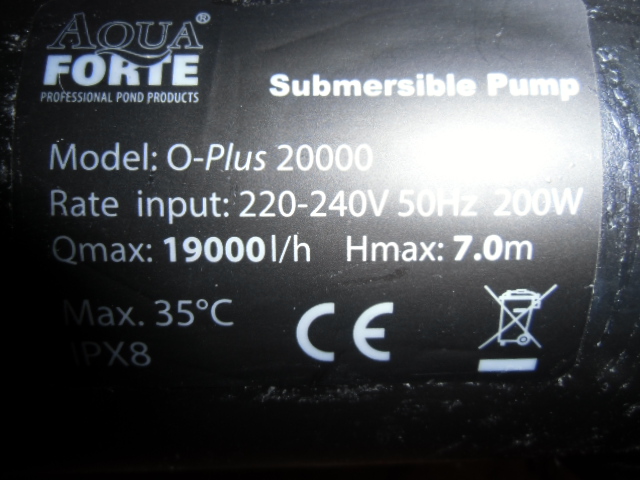 AQUA®
FORTE
PROFESSIONAL POND PRODUCTS
Submersible Pump
Model: O-Plus 20000
Rate input: 220-240V 50Hz 200W
Qmax: 19000l/h Hmax: 7.0m
Max. 35°C
IPX8
CE